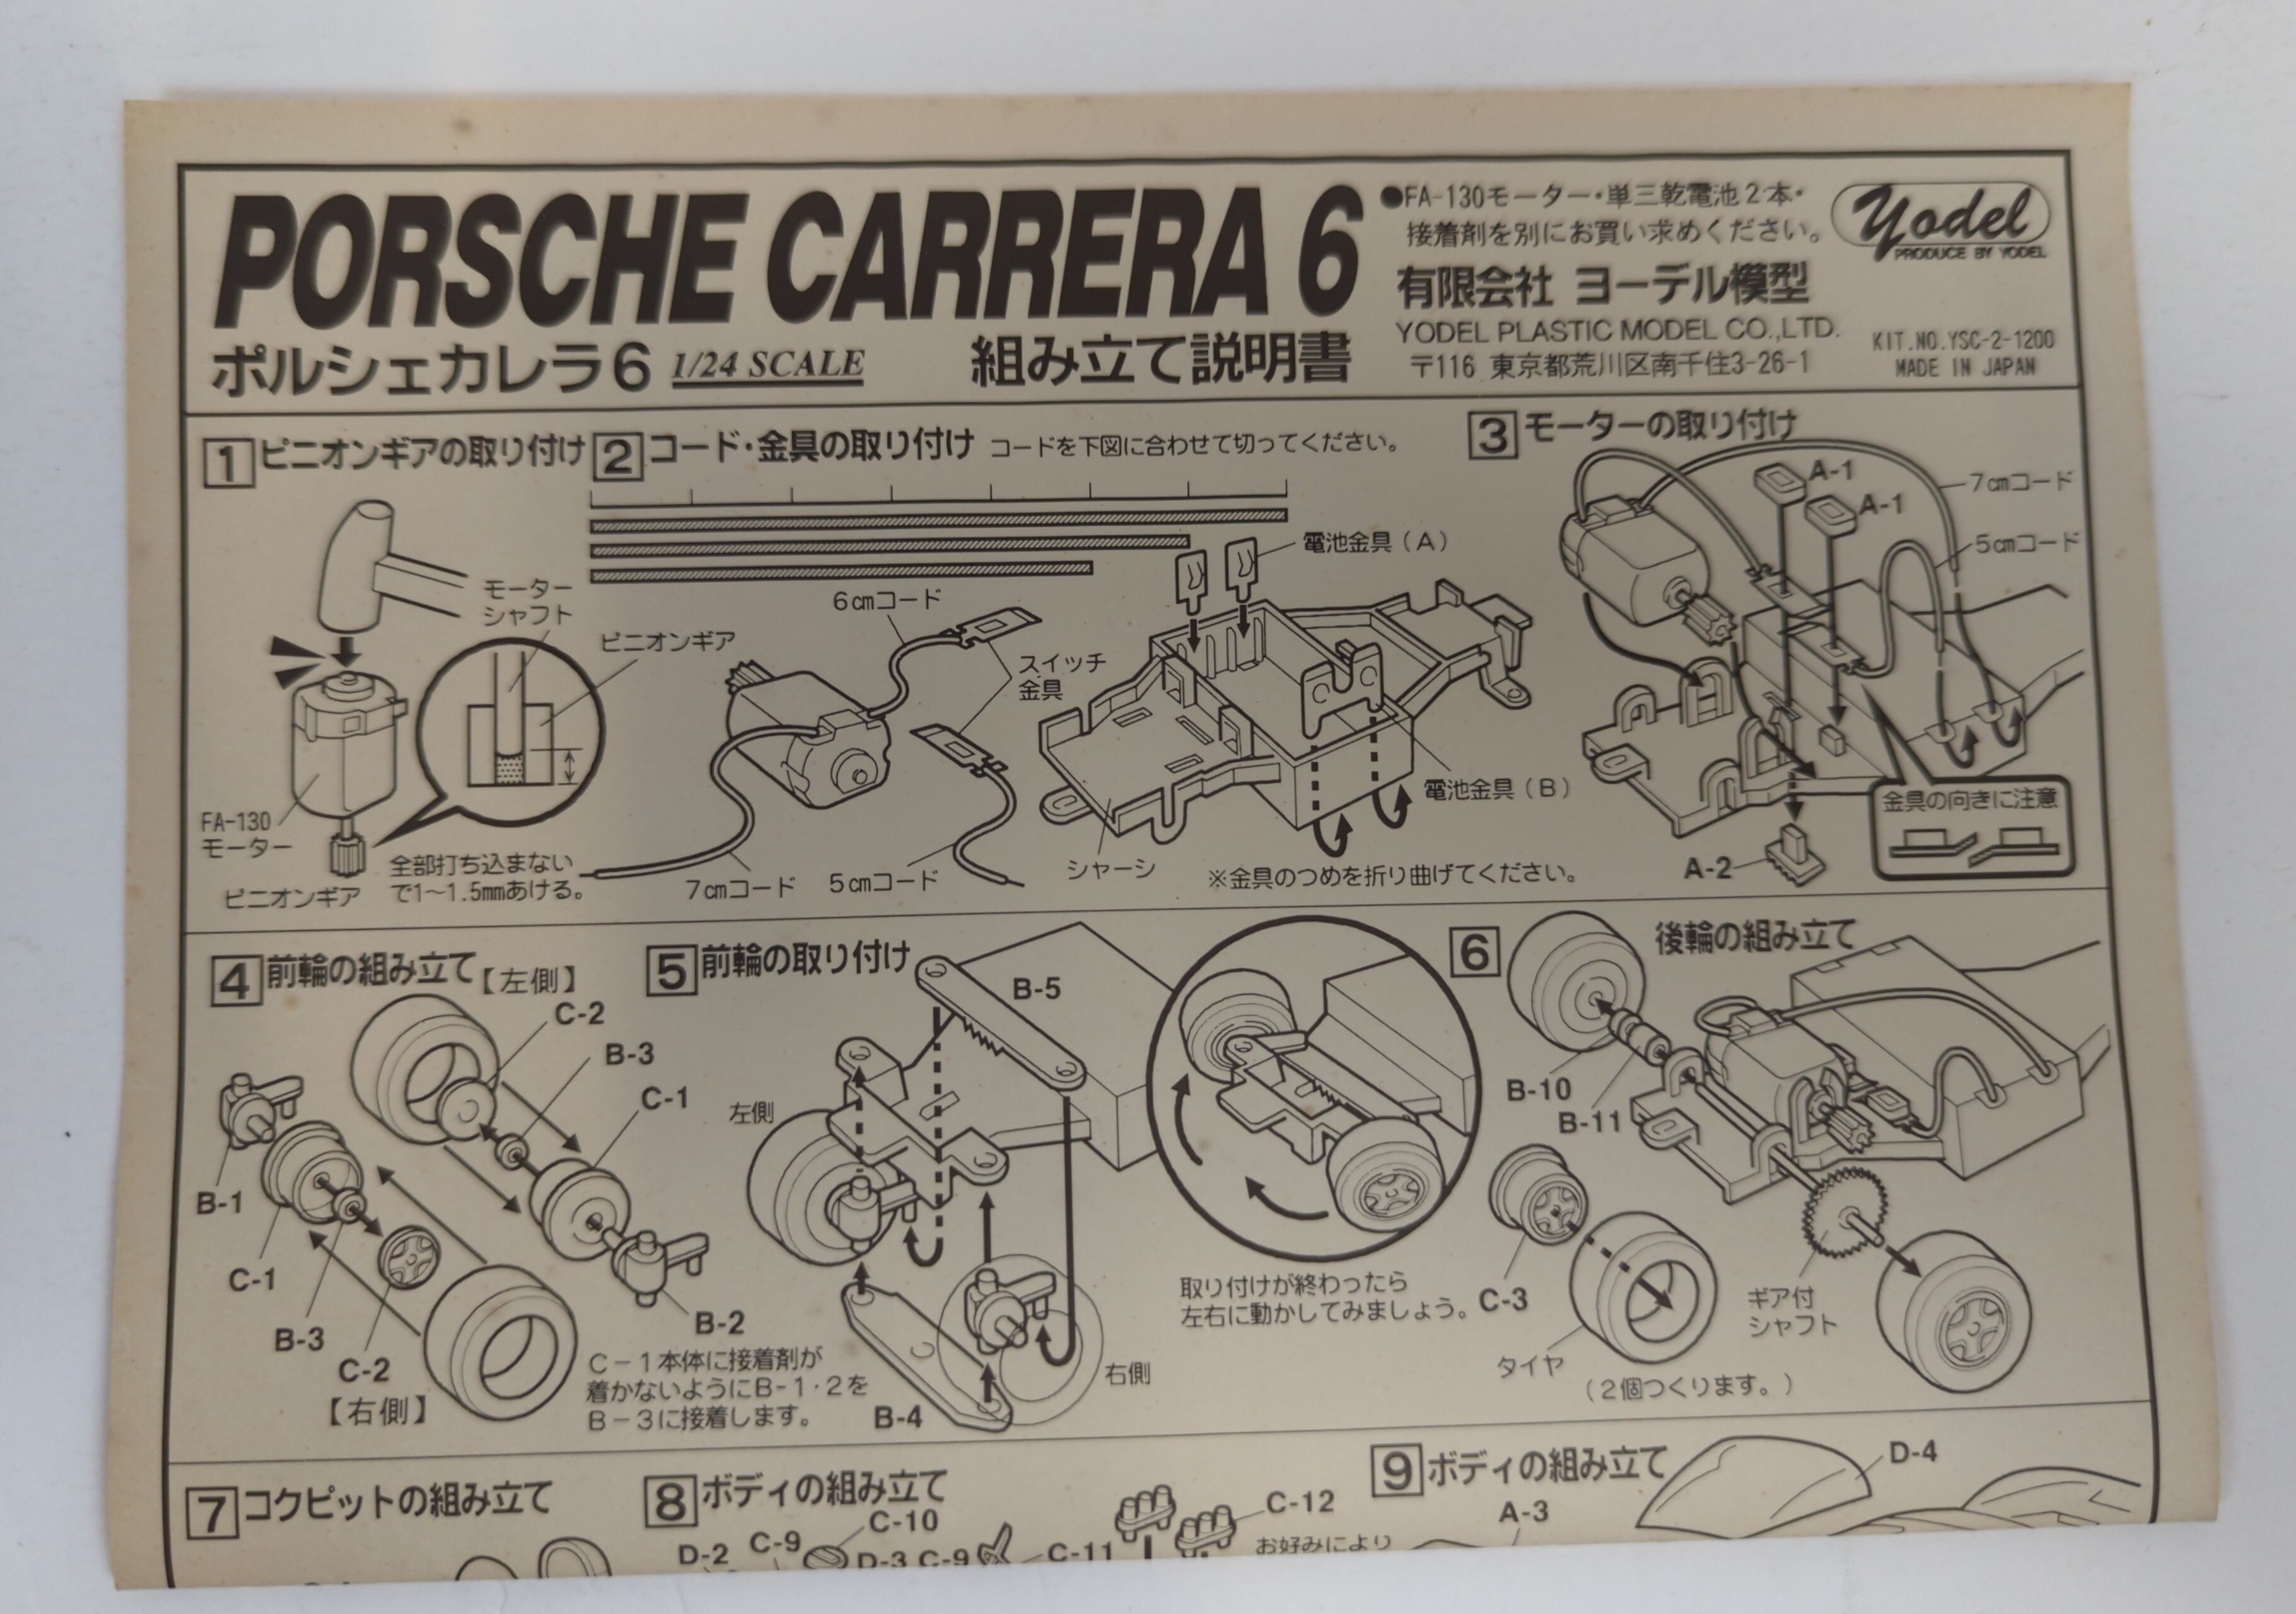 PORSCHE CARRERA 6
ポルシェカレラ6 1/24 SCALE 組み立て説明書
●FA-130モーター・単三乾電池2本・
接着剤を別にお買い求めください。
有限会社 ヨーデル模型
YODEL PLASTIC MODEL CO.,LTD.
〒116 東京都荒川区南千住3-26-1
Yodel
PRODUCE BY YODEL
KIT.NO.YSC-2-1200
MADE IN JAPAN
1 ピニオンギアの取り付け
モーター
シャフト
ピニオンギア
FA-130
モーター
ピニオンギア
全部打ち込まない
で1~1.5mmあける。
2 コード・金具の取り付け コードを下図に合わせて切ってください。
電池金具(A)
6cmコード
スイッチ
金具
電池金具(B)
シャーシ
7cmコード
5cmコード
※金具のつめを折り曲げてください。
3 モーターの取り付け
A-1
A-1
7cmコード
5cmコード
金具の向きに注意
A-2
4 前輪の組み立て【左側】
C-2
B-3
C-1
B-1
C-1
B-3
C-2
【右側】
B-2
C-1本体に接着剤が
着かないようにB-1・2を
B-3に接着します。
5 前輪の取り付け
B-5
左側
右側
B-4
取り付けが終わったら
左右に動かしてみましょう。
6 後輪の組み立て
B-10
B-11
C-3
タイヤ
(2個つくります。)
ギア付
シャフト
7 コクピットの組み立て
8 ボディの組み立て
C-10
C-9
D-2
D-3
C-9
C-11
C-12
お好みにより
9 ボディの組み立て
D-4
A-3